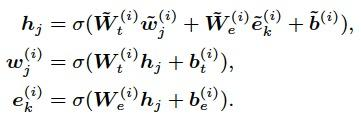 h_j = σ(W̃_t^{(i)} w̃_j^{(i)} + W̃_e^{(i)} ẽ_k^{(i)} + b̃^{(i)}),
w_j^{(i)} = σ(W_t^{(i)} h_j + b_t^{(i)}),
e_k^{(i)} = σ(W_e^{(i)} h_j + b_e^{(i)}).